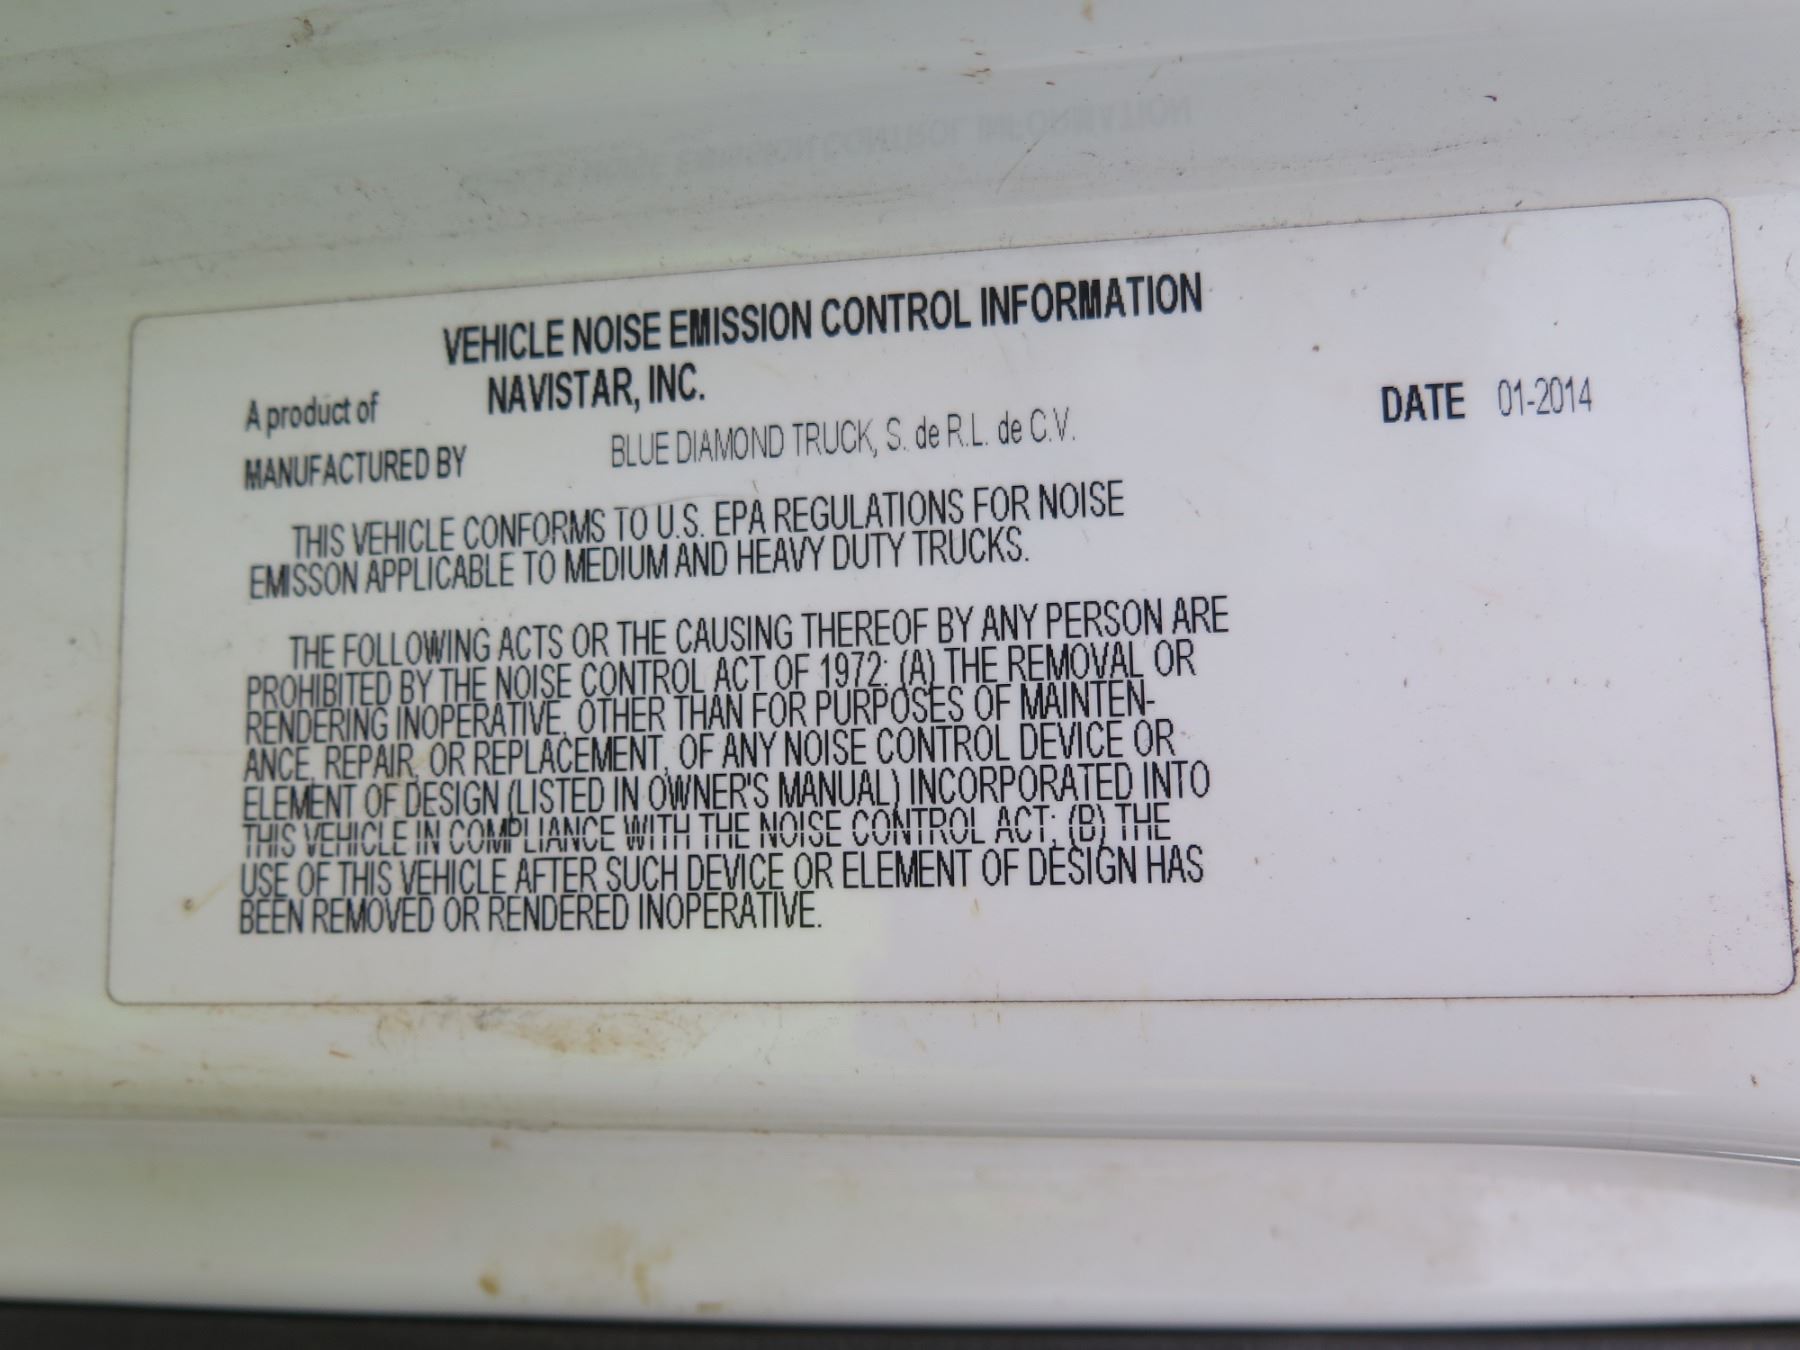 VEHICLE NOISE EMISSION CONTROL INFORMATION
A product of NAVISTAR, INC.
MANUFACTURED BY BLUE DIAMOND TRUCK, S. de R.L. de C.V. DATE 01-2014
THIS VEHICLE CONFORMS TO U.S. EPA REGULATIONS FOR NOISE
EMISSON APPLICABLE TO MEDIUM AND HEAVY DUTY TRUCKS.
THE FOLLOWING ACTS OR THE CAUSING THEREOF BY ANY PERSON ARE
PROHIBITED BY THE NOISE CONTROL ACT OF 1972: (A) THE REMOVAL OR
RENDERING INOPERATIVE, OTHER THAN FOR PURPOSES OF MAINTEN-
ANCE, REPAIR, OR REPLACEMENT, OF ANY NOISE CONTROL DEVICE OR
ELEMENT OF DESIGN (LISTED IN OWNER'S MANUAL) INCORPORATED INTO
THIS VEHICLE IN COMPLIANCE WITH THE NOISE CONTROL ACT; (B) THE
USE OF THIS VEHICLE AFTER SUCH DEVICE OR ELEMENT OF DESIGN HAS
BEEN REMOVED OR RENDERED INOPERATIVE.